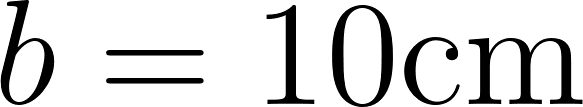 b = 10cm